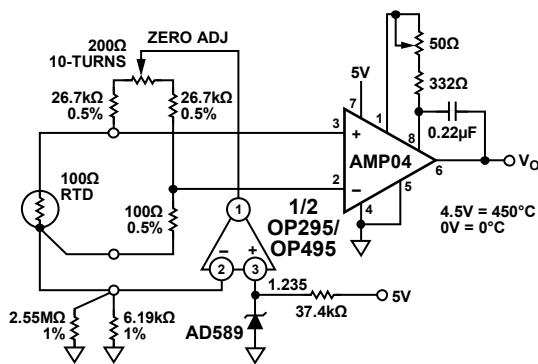 ZERO ADJ
200Ω
10-TURNS
50Ω
26.7kΩ
0.5%
26.7kΩ
0.5%
5V
332Ω
7
1
3
+
8
0.22µF
AMP04
6
VO
100Ω
RTD
2
–
5
4
100Ω
0.5%
1
1/2
OP295/
OP495
4.5V = 450°C
0V = 0°C
–
+
2
3
1.235
5V
37.4kΩ
2.55MΩ
1%
6.19kΩ
1%
AD589